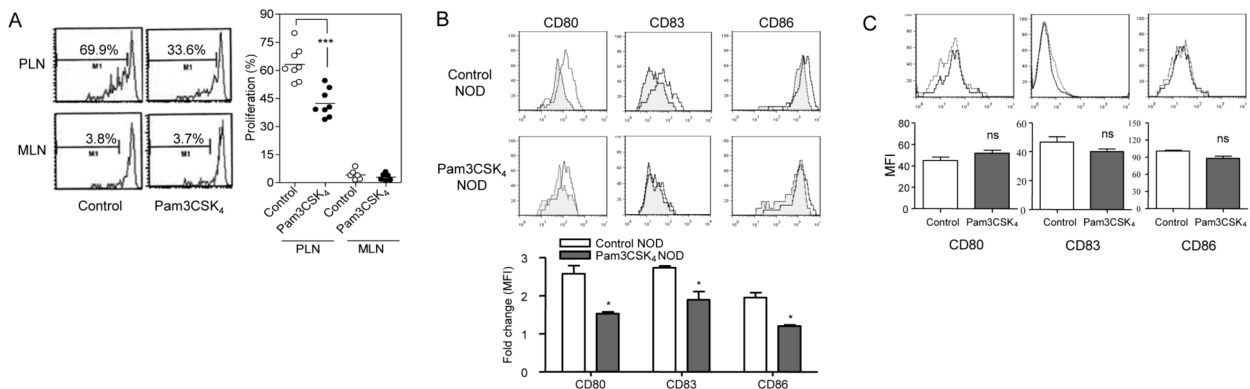 A
PLN
69.9%
M1
33.6%
M1
MLN
3.8%
M1
3.7%
M1
Control
Pam3CSK4
Proliferation (%)
90
75
60
45
30
15
0
***
Control
Pam3CSK4
Control
Pam3CSK4
PLN
MLN
B
CD80
CD83
CD86
Control
NOD
Pam3CSK4
NOD
Control NOD
Pam3CSK4 NOD
Fold change (MFI)
3
2
1
0
*
*
*
CD80
CD83
CD86
C
CD80
CD83
CD86
MFI
80
60
40
20
0
ns
Control
Pam3CSK4
60
40
20
0
ns
Control
Pam3CSK4
150
120
90
60
30
0
ns
Control
Pam3CSK4
CD80
CD83
CD86